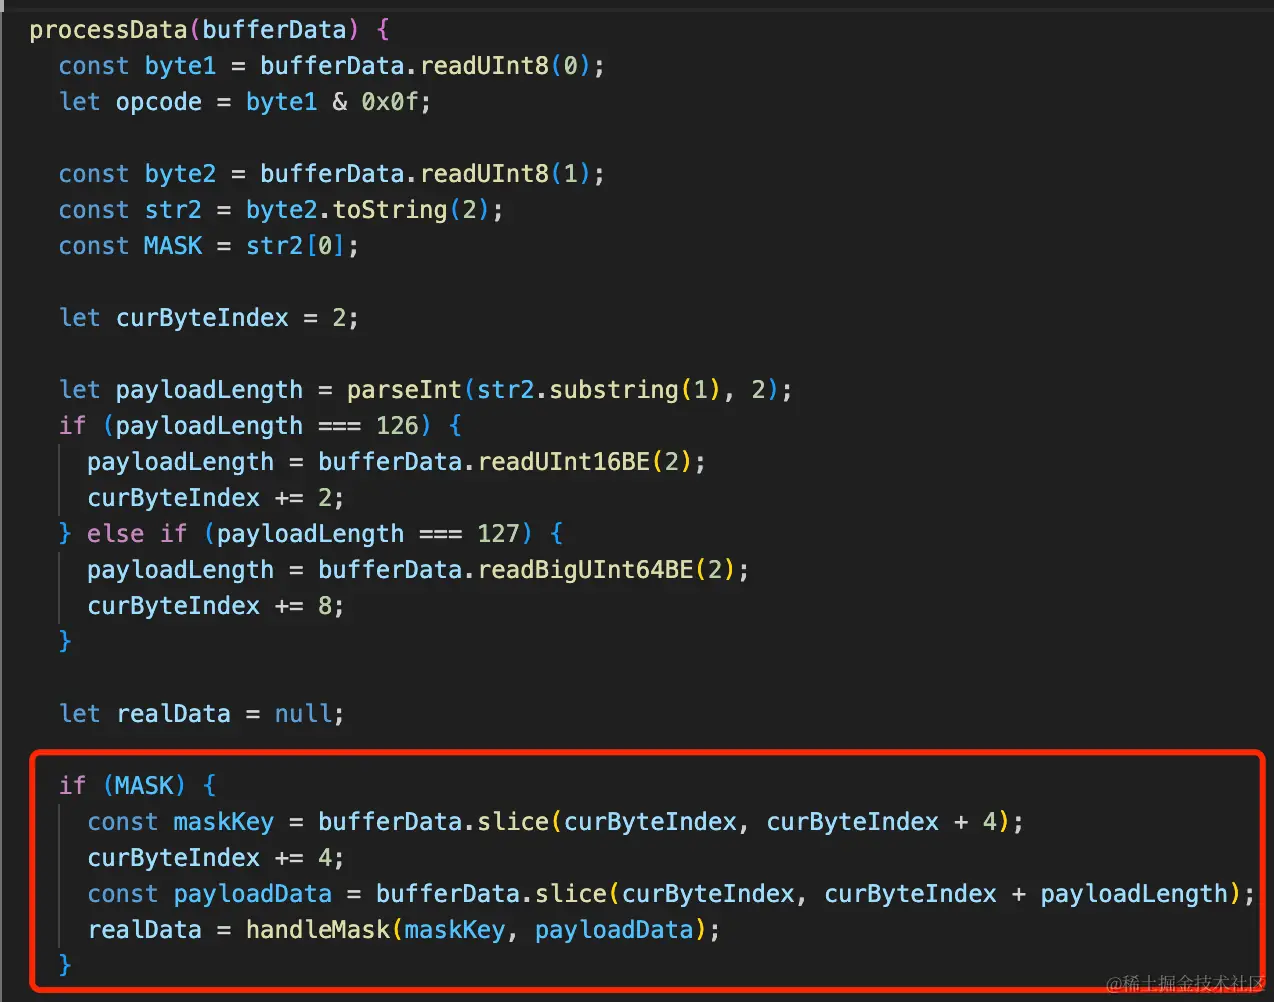 processData(bufferData) {
const byte1 = bufferData.readUInt8(0);
let opcode = byte1 & 0x0f;
const byte2 = bufferData.readUInt8(1);
const str2 = byte2.toString(2);
const MASK = str2[0];
let curByteIndex = 2;
let payloadLength = parseInt(str2.substring(1), 2);
if (payloadLength === 126) {
payloadLength = bufferData.readUInt16BE(2);
curByteIndex += 2;
} else if (payloadLength === 127) {
payloadLength = bufferData.readBigUInt64BE(2);
curByteIndex += 8;
}
let realData = null;
if (MASK) {
const maskKey = bufferData.slice(curByteIndex, curByteIndex + 4);
curByteIndex += 4;
const payloadData = bufferData.slice(curByteIndex, curByteIndex + payloadLength);
realData = handleMask(maskKey, payloadData);
}
@稀土掘金技术社区